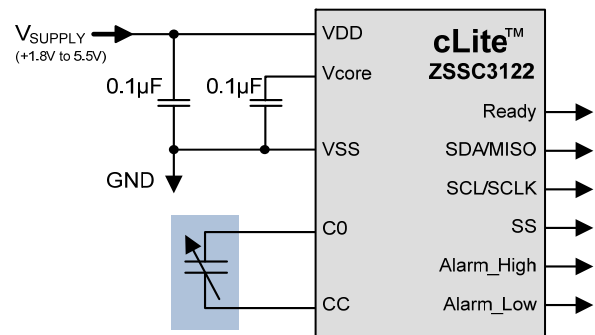 VSUPPLY
(+1.8V to 5.5V)
VDD
cLite™
ZSSC3122
Vcore
0.1µF
0.1µF
Ready
VSS
SDA/MISO
GND
SCL/SCLK
C0
SS
Alarm_High
CC
Alarm_Low